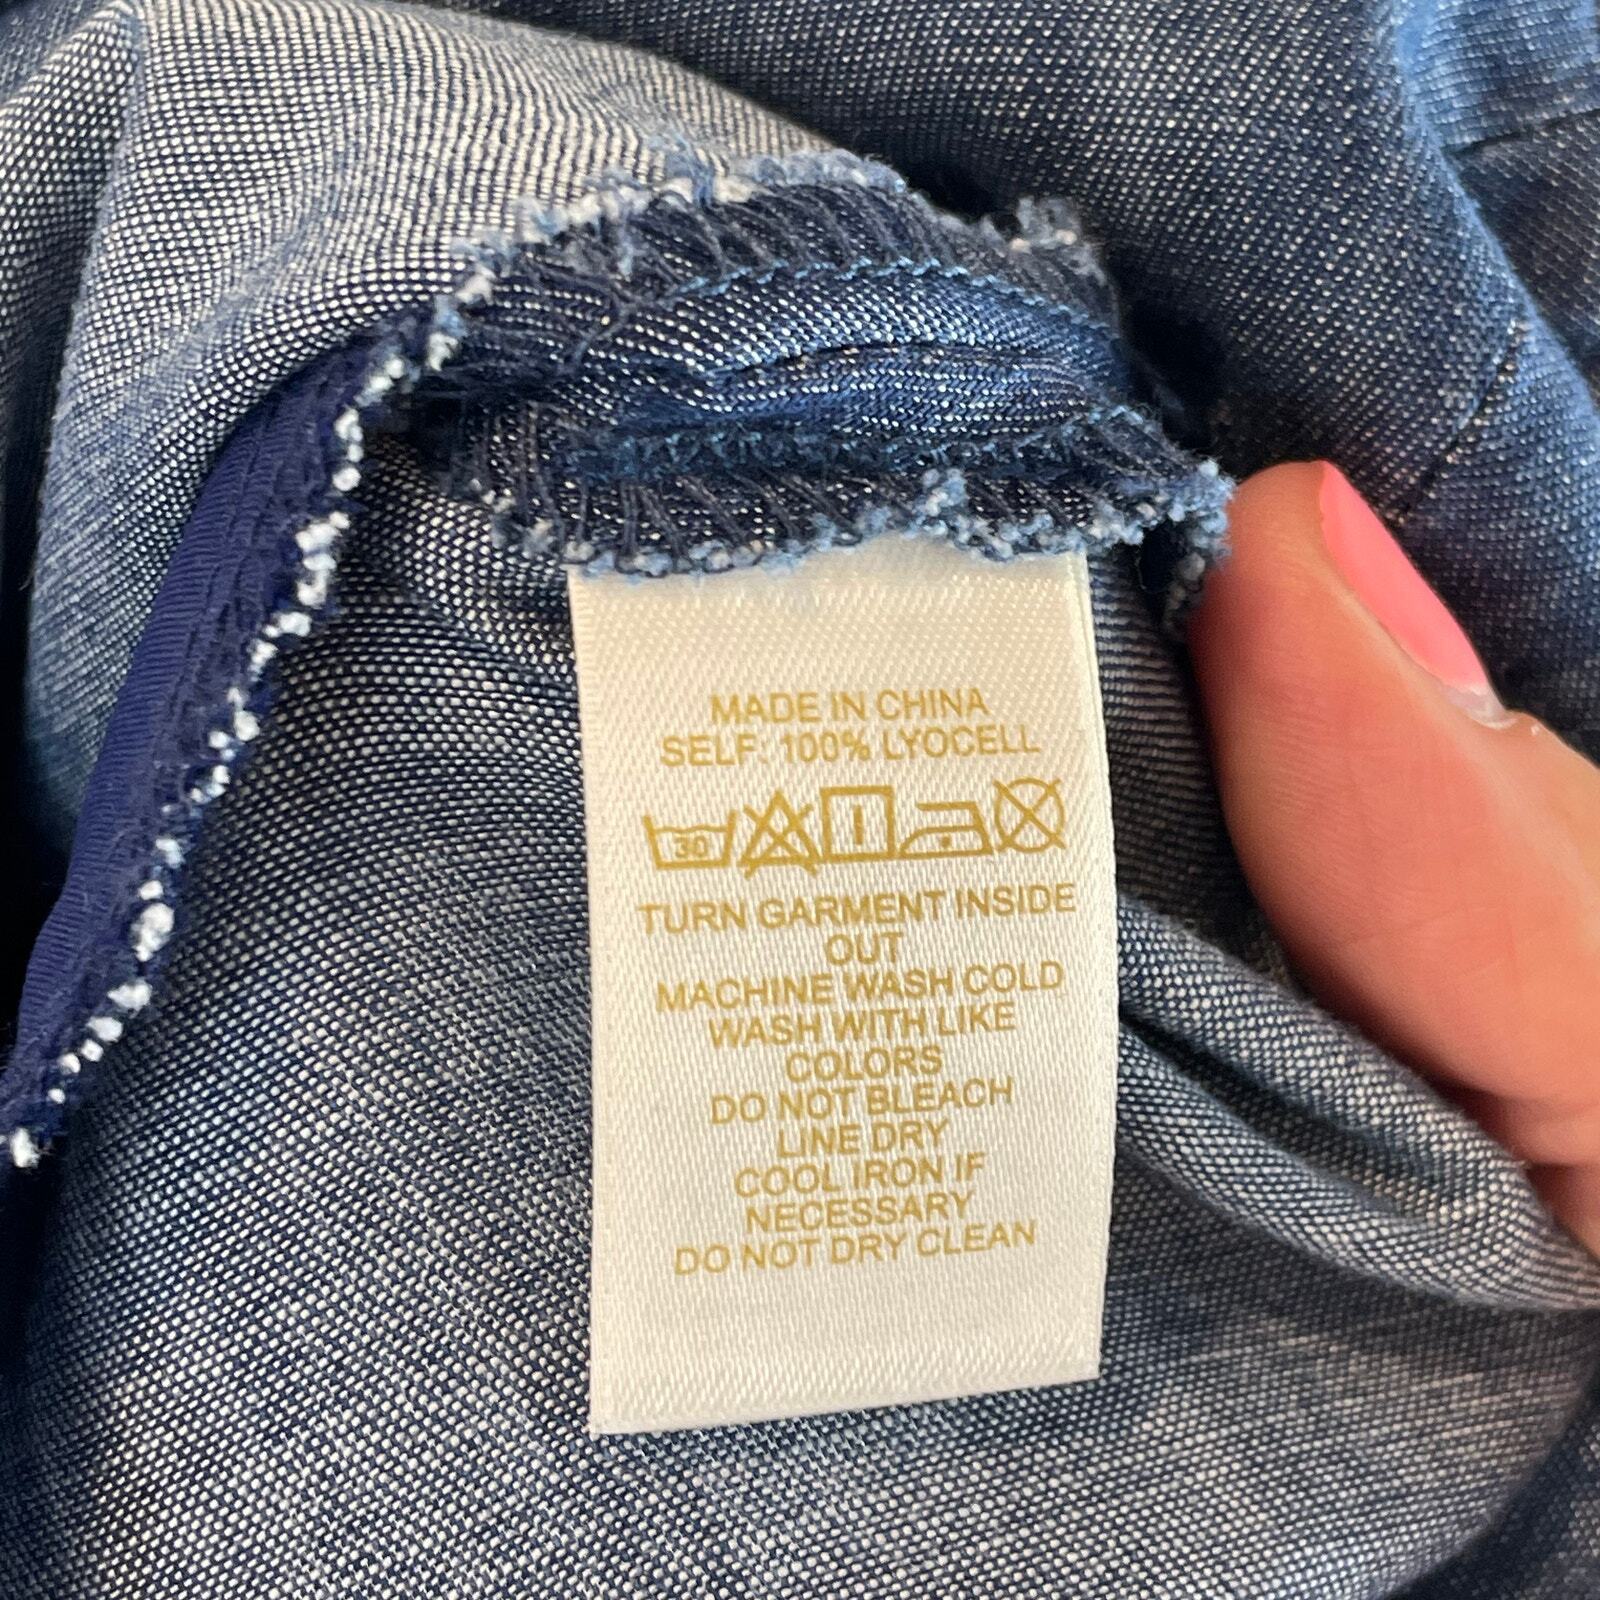 MADE IN CHINA
SELF: 100% LYOCELL
30
TURN GARMENT INSIDE
OUT
MACHINE WASH COLD
WASH WITH LIKE
COLORS
DO NOT BLEACH
LINE DRY
COOL IRON IF
NECESSARY
DO NOT DRY CLEAN